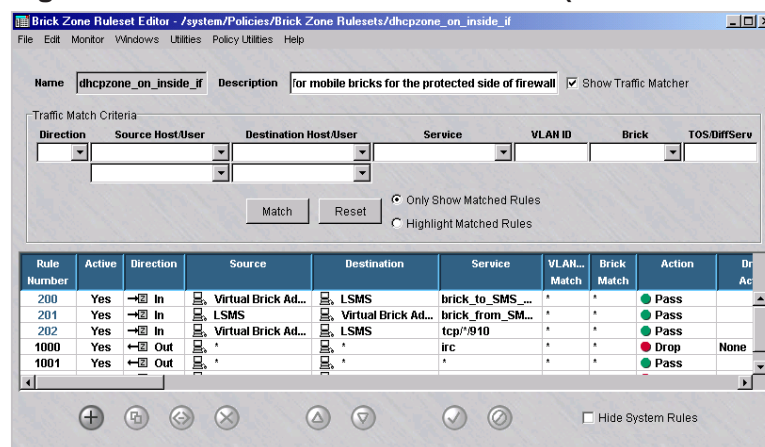 Brick Zone Ruleset Editor - /system/Policies/Brick Zone Rulesets/dhcpzone_on_inside_if
File Edit Monitor Windows Utilities Policy Utilities Help
Name dhcpzone_on_inside_if Description for mobile bricks for the protected side of firewall Show Traffic Matcher
Traffic Match Criteria
Direction Source Host/User Destination Host/User Service VLAN ID Brick TOS/DiffServ
Match Reset Only Show Matched Rules
Highlight Matched Rules
Rule Number Active Direction Source Destination Service VLAN... Match Brick Match Action Dr Ac
200 Yes In Virtual Brick Ad... LSMS brick_to_SMS_... * * Pass
201 Yes In LSMS Virtual Brick Ad... brick_from_SM... * * Pass
202 Yes In Virtual Brick Ad... LSMS tcp/*/910 * * Pass
1000 Yes Out * * irc * * Drop None
1001 Yes Out * * * * * Pass
Hide System Rules